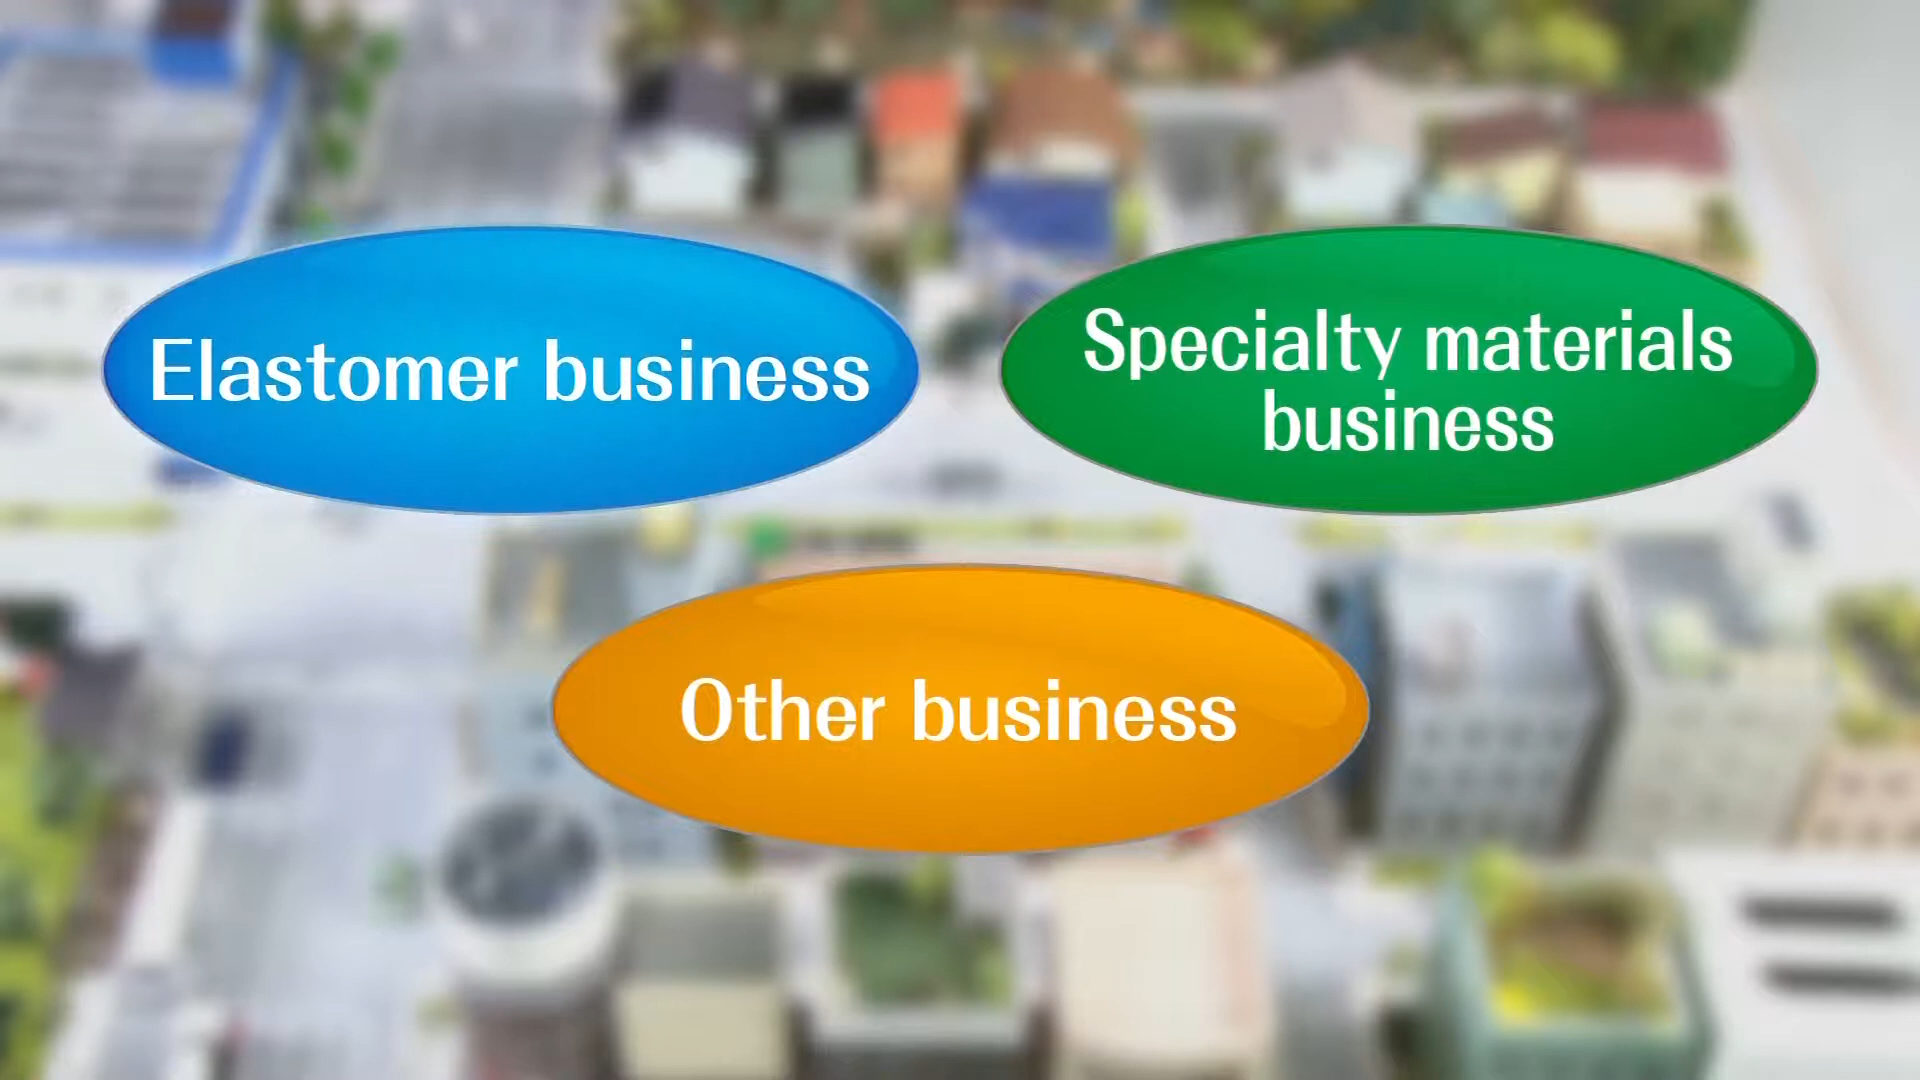 Elastomer business
Specialty materials
business
Other business